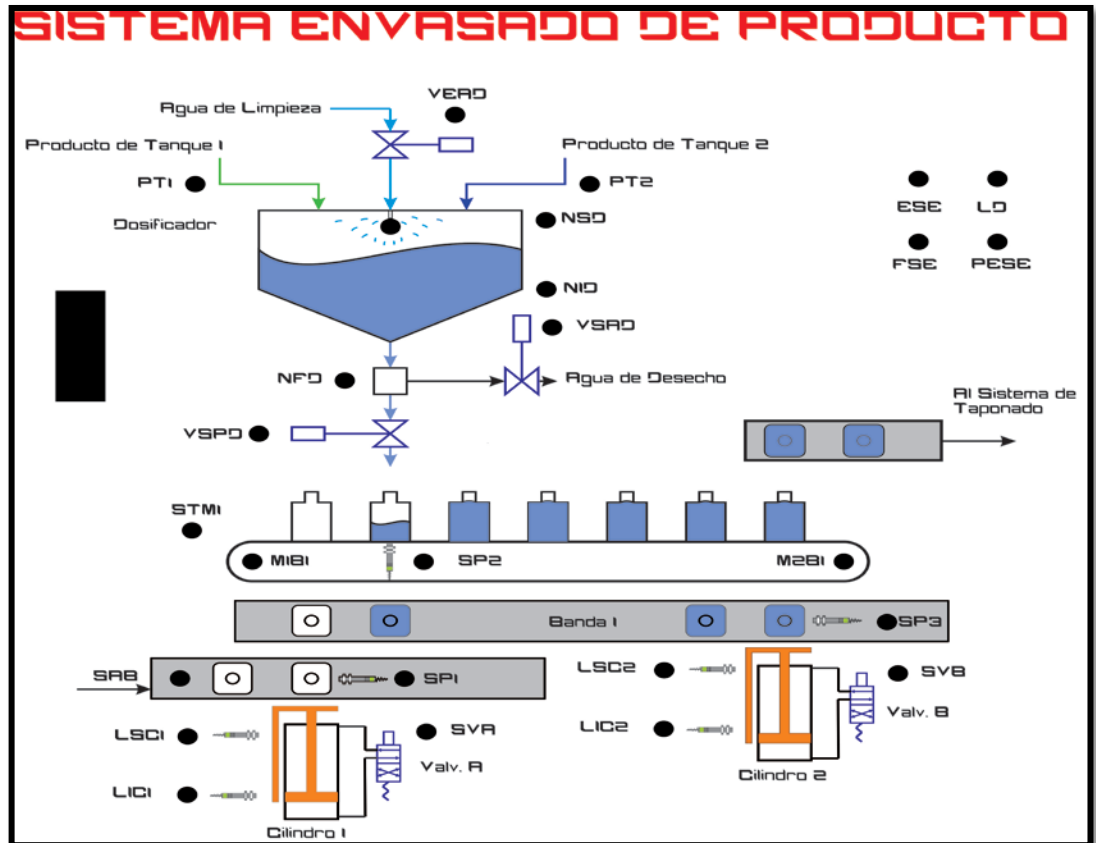 SISTEMA ENVASADO DE PRODUCTO
VEAD
Agua de Limpieza
Producto de Tanque 1
Producto de Tanque 2
PT1
PT2
ESE
LD
Dosificador
NSD
FSE
PESE
NID
VSAD
NFD
Agua de Desecho
Al Sistema de
Taponado
VSPD
STM1
M1B1
SP2
M2B1
Banda 1
SP3
SAB
SP1
LSC2
SVB
LSC1
SVA
LIC2
Valv. B
Valv. A
LIC1
Cilindro 2
Cilindro 1